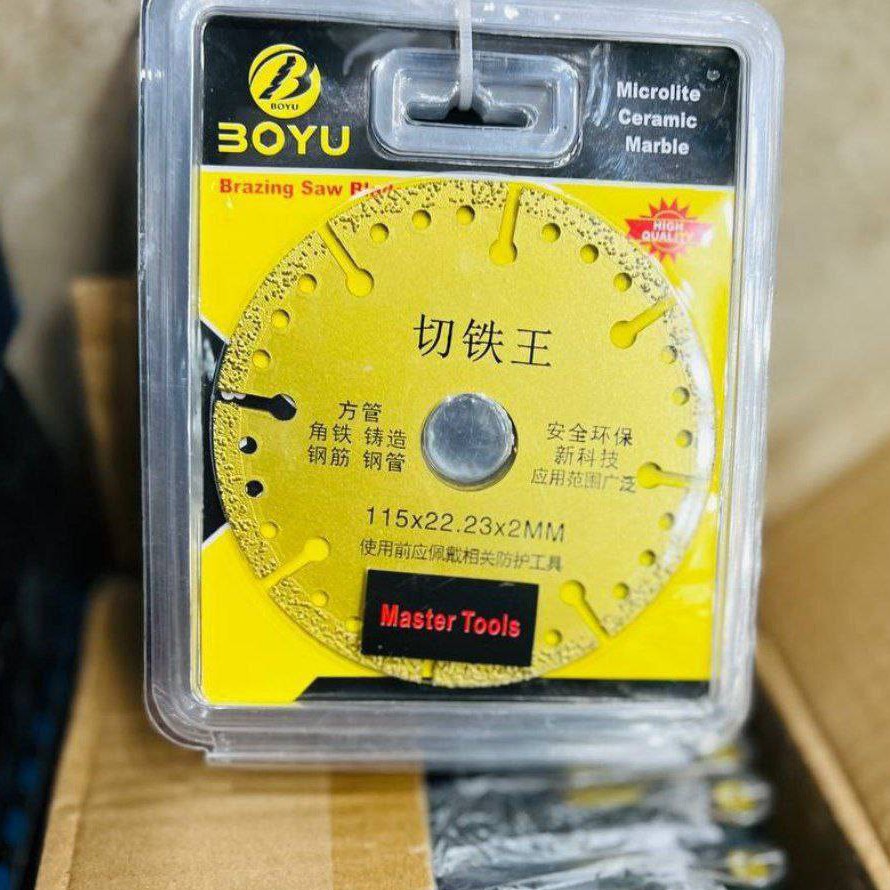 BOYU
BOYU
Microlite
Ceramic
Marble
Brazing Saw Blade
HIGH
QUALITY
切铁王
方管
角铁 铸造
钢筋 钢管
安全环保
新科技
应用范围广泛
115x22.23x2MM
使用前应佩戴相关防护工具
Master Tools